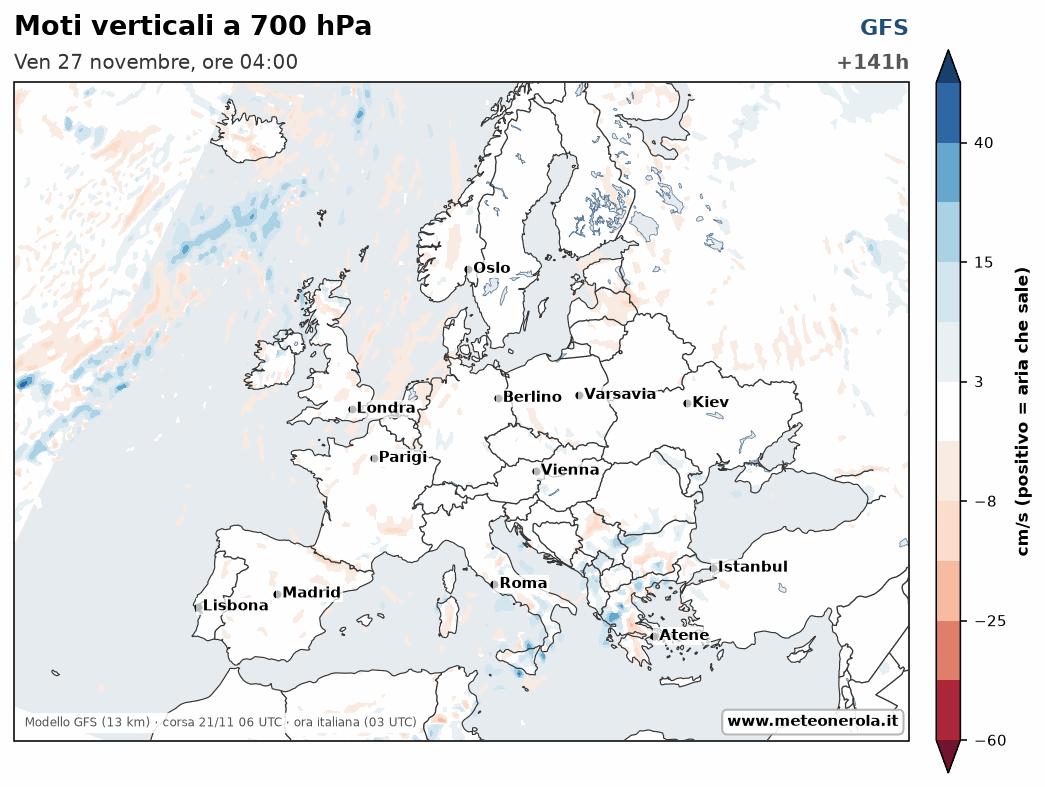 Moti verticali a 700 hPa
GFS
Ven 27 novembre, ore 04:00
+141h
40
15
3
−8
−25
−60
cm/s (positivo = aria che sale)
Oslo
Londra
Berlino
Varsavia
Kiev
Parigi
Vienna
Istanbul
Roma
Madrid
Lisbona
Atene
Modello GFS (13 km) · corsa 21/11 06 UTC · ora italiana (03 UTC)
www.meteonerola.it